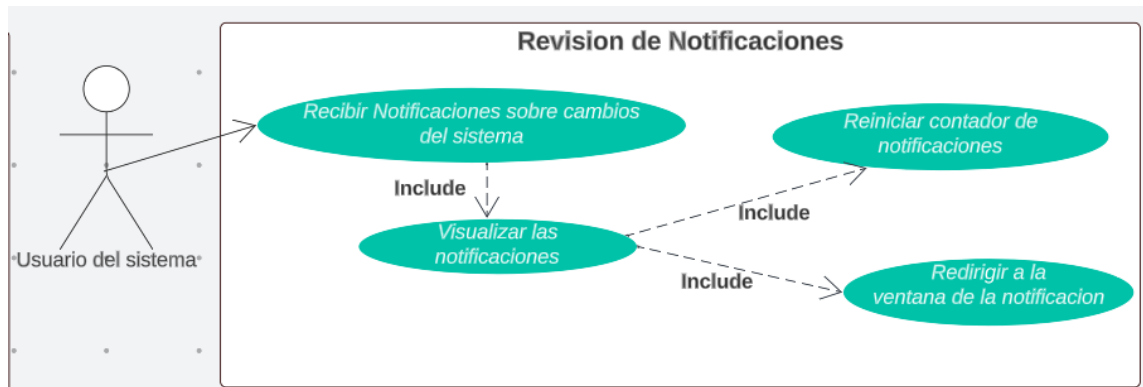 Revision de Notificaciones
Recibir Notificaciones sobre cambios
del sistema
Reiniciar contador de
notificaciones
Include
Include
Visualizar las
notificaciones
Usuario del sistema
Include
Redirigir a la
ventana de la notificacion